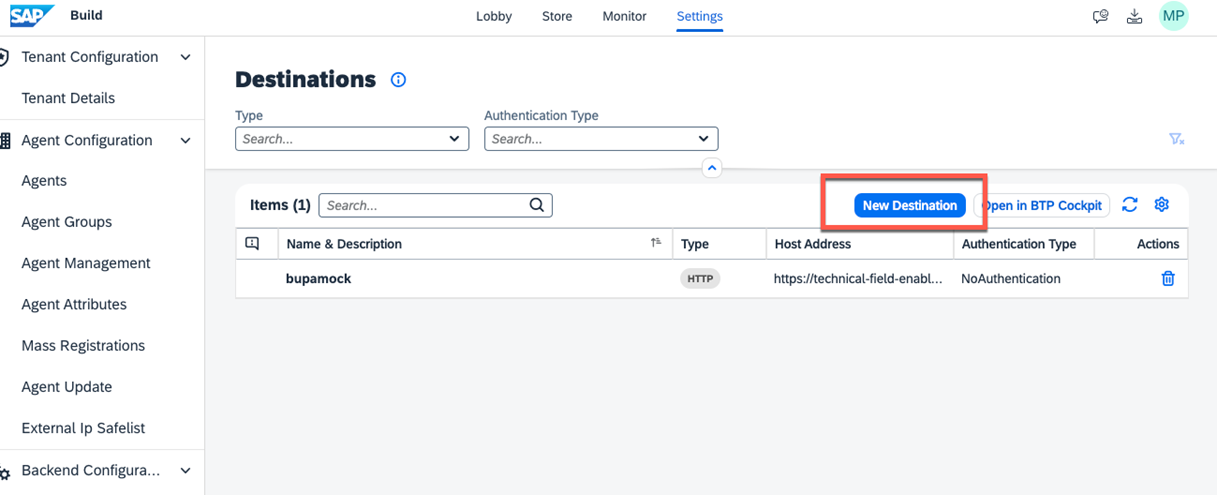 SAP Build Lobby Store Monitor Settings MP
Tenant Configuration
Tenant Details
Agent Configuration
Agents
Agent Groups
Agent Management
Agent Attributes
Mass Registrations
Agent Update
External Ip Safelist
Backend Configura...
Destinations
Type Authentication Type
Search... Search...
Items (1) Search... New Destination Open in BTP Cockpit
Name & Description Type Host Address Authentication Type Actions
bupamock HTTP https://technical-field-enabl... NoAuthentication